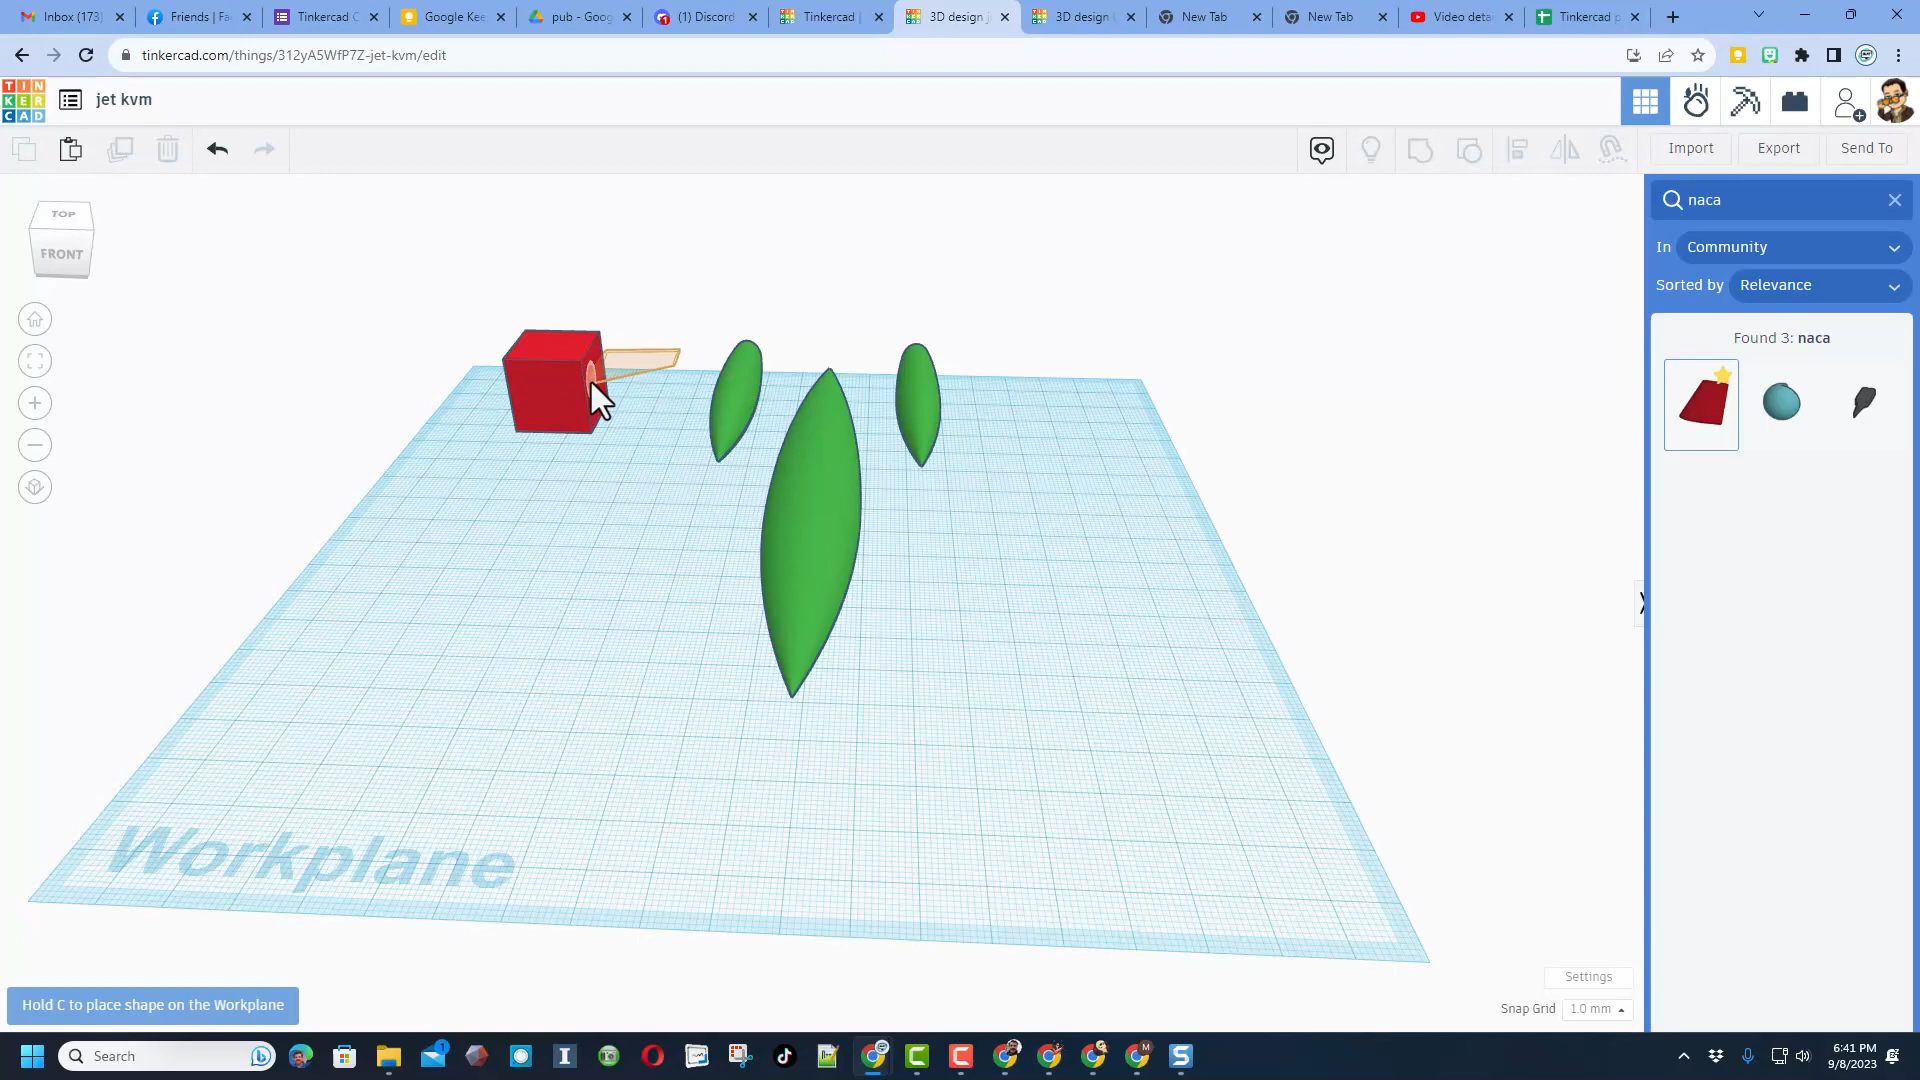 Inbox (173)
Friends | Fa
Tinkercad C
Google Kee
pub - Goog
(1) Discord
Tinkercad |
3D design j
3D design
New Tab
New Tab
Video deta
Tinkercad p
tinkercad.com/things/312yA5WfP7Z-jet-kvm/edit
TIN
KER
CAD
jet kvm
Import
Export
Send To
TOP
FRONT
naca
In
Community
Sorted by
Relevance
Found 3: naca
Workplane
Settings
Snap Grid
1.0 mm
Hold C to place shape on the Workplane
Search
6:41 PM
9/8/2023